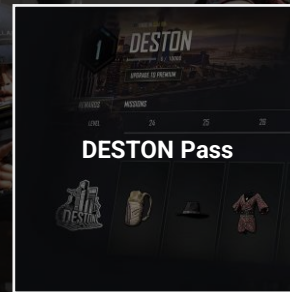 DESTON
1
UPGRADE TO PREMIUM
REWARDS MISSIONS
LEVEL 24 25 26
DESTON Pass
DESTON